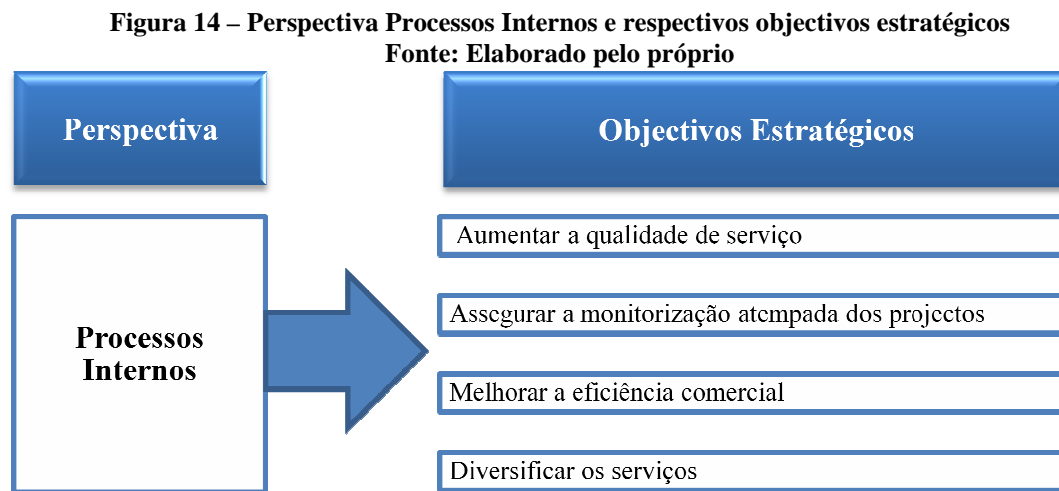 Figura 14 – Perspectiva Processos Internos e respectivos objectivos estratégicos
Fonte: Elaborado pelo próprio
Perspectiva
Objectivos Estratégicos
Processos
Internos
Aumentar a qualidade de serviço
Assegurar a monitorização atempada dos projectos
Melhorar a eficiência comercial
Diversificar os serviços